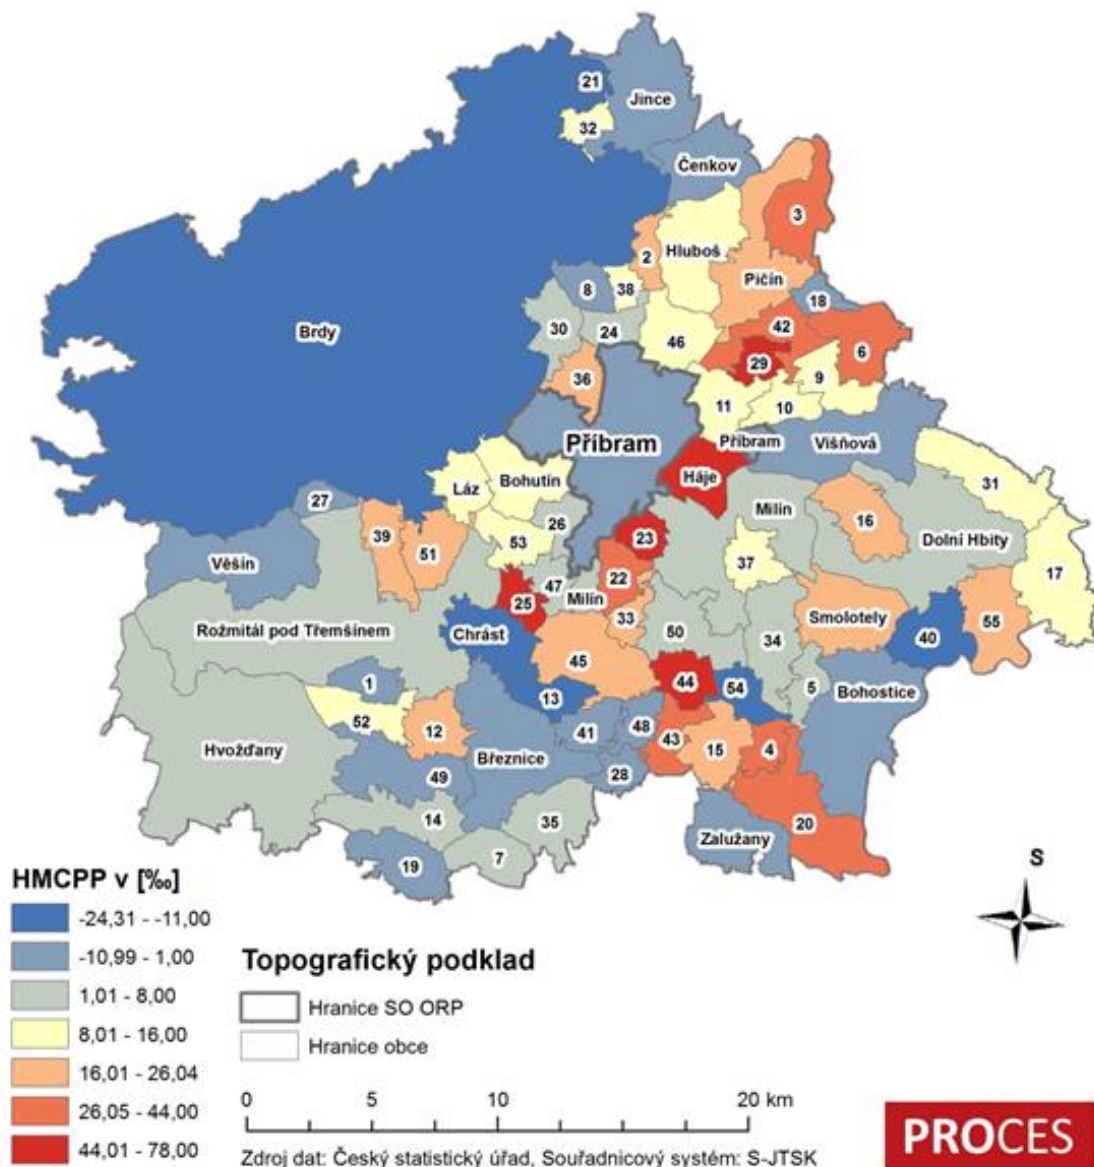 21
Jince
32
Čenkov
3
2
Hluboš
Pičín
8
38
18
Brdy
30
24
42
46
29
6
36
9
11
10
Příbram
Příbram
Višňová
Háje
Láz
Bohutín
31
27
26
Milín
16
39
51
53
23
Dolní Hbity
Věšín
37
17
22
47
Milín
25
33
Smolotely
Rožmitál pod Třemšínem
Chrást
50
34
40
55
45
1
44
54
5
Bohostice
13
52
12
41
48
43
15
4
Hvožďany
Březnice
49
28
14
35
20
Zalužany
7
19
HMCPP v [‰]
-24,31 - -11,00
-10,99 - 1,00
1,01 - 8,00
8,01 - 16,00
16,01 - 26,04
26,05 - 44,00
44,01 - 78,00
Topografický podklad
Hranice SO ORP
Hranice obce
0 5 10 20 km
Zdroj dat: Český statistický úřad, Souřadnicový systém: S-JTSK
S
PROCES